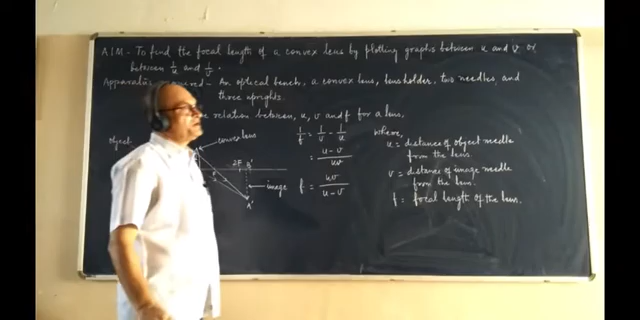 AIM - To find the focal length of a convex lens by plotting graphs between u and v or
between 1/u and 1/v.
Apparatus - An optical bench, a convex lens, lens holder, two needles, and
three uprights.
relation between, u, v and f for a lens,
Object
convex lens
2F B'
image
A'
1/f = 1/v - 1/u
= u - v / uv
f = uv / u - v
where,
u = distance of object needle
from the lens.
v = distance of image needle
from the lens.
f = focal length of the lens.